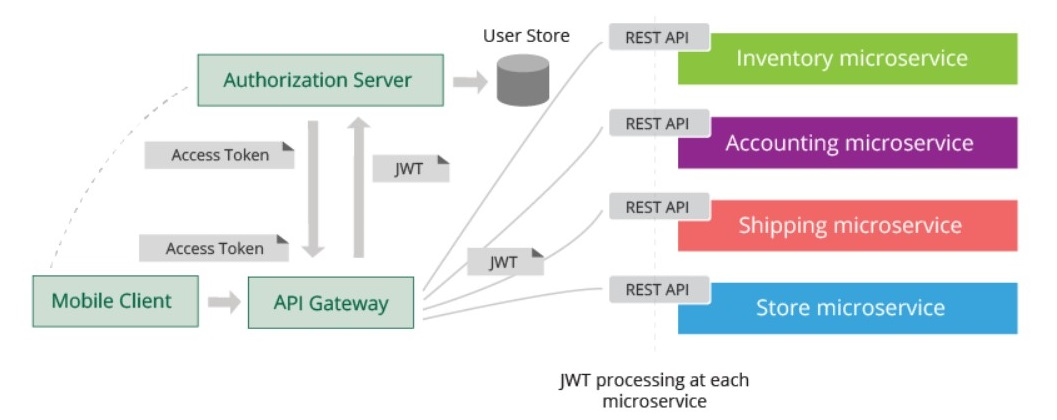 User Store
REST API
Inventory microservice
Authorization Server
REST API
Accounting microservice
Access Token
JWT
REST API
Shipping microservice
Access Token
JWT
Mobile Client
API Gateway
REST API
Store microservice
JWT processing at each
microservice